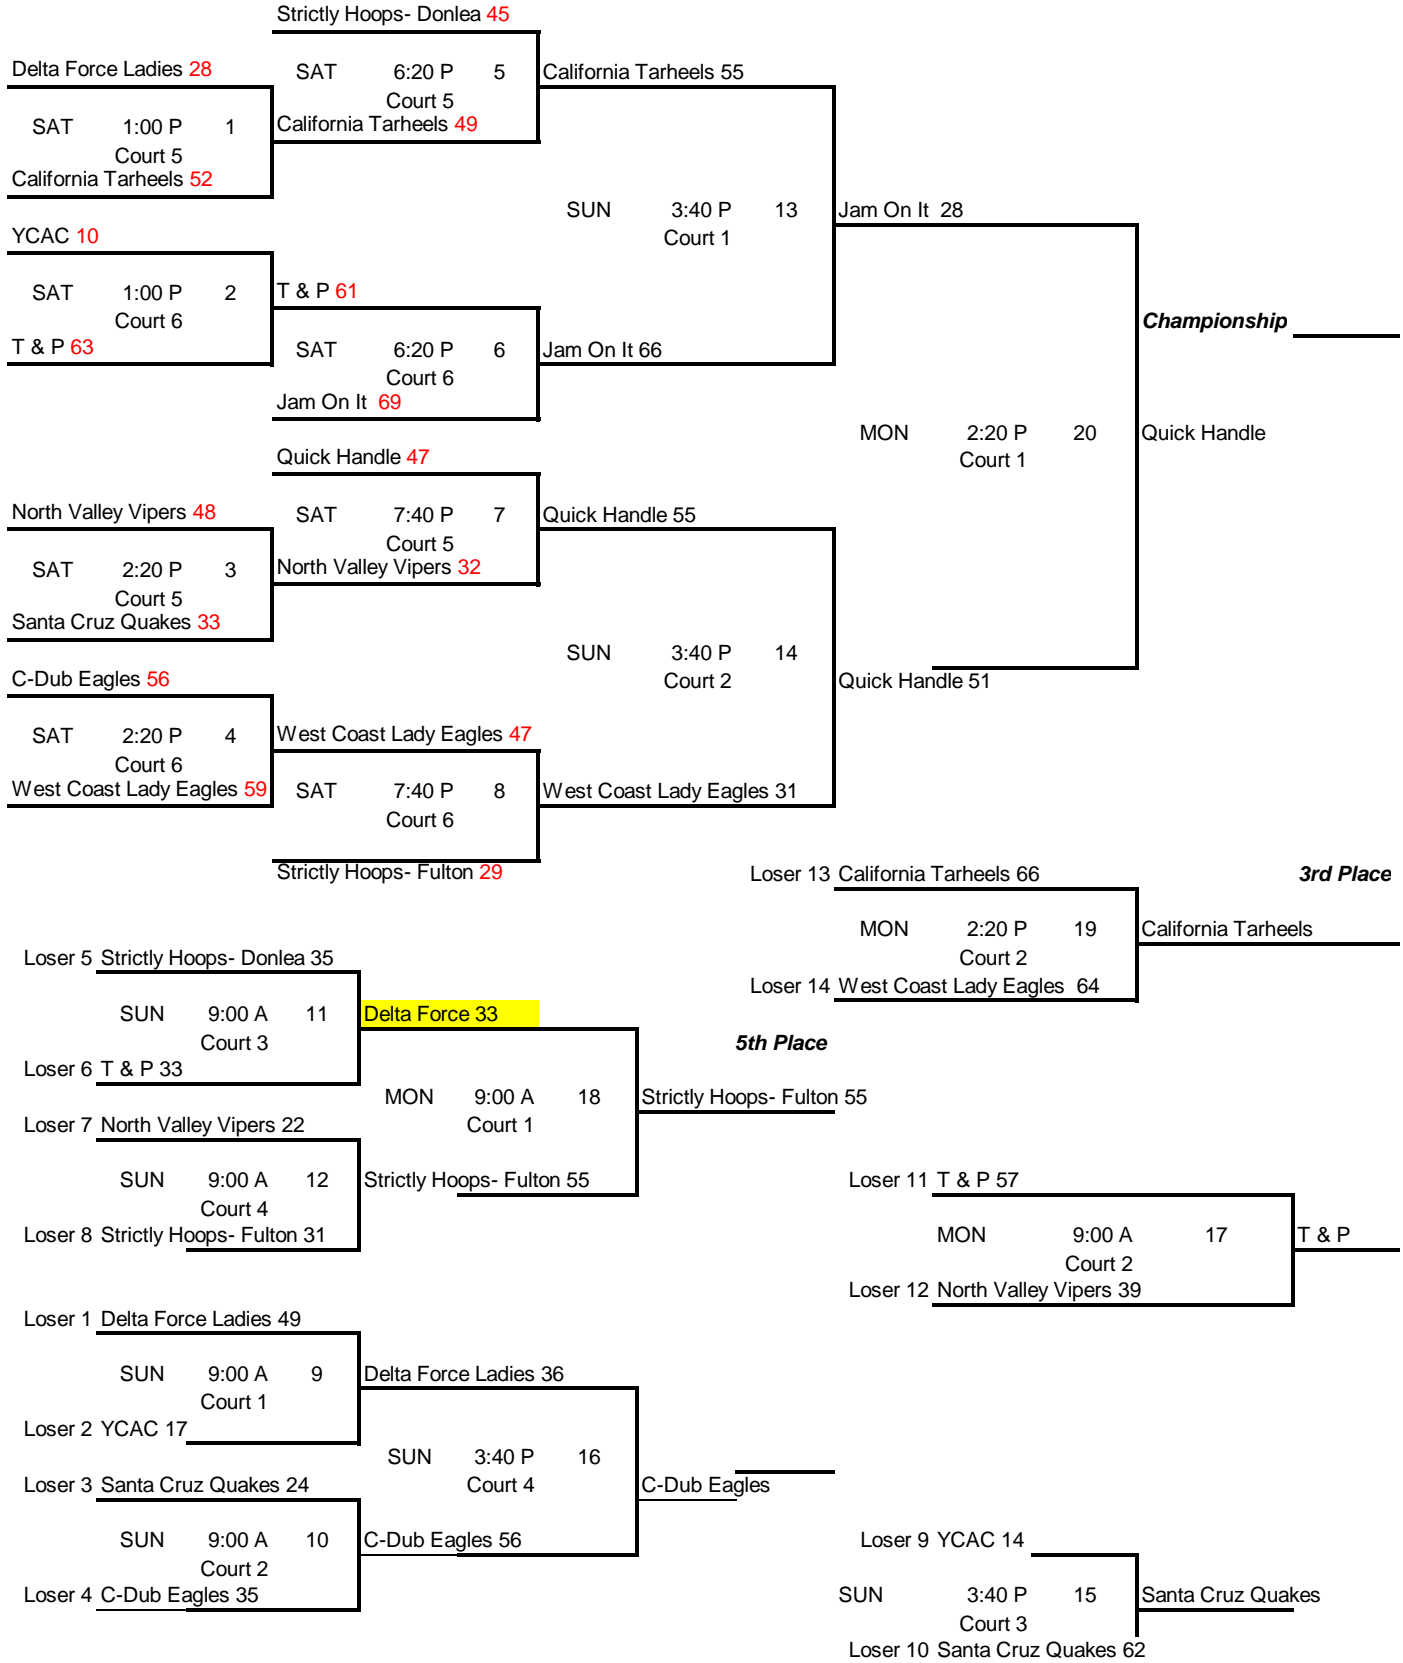 Strictly Hoops- Donlea 45
Delta Force Ladies 28
SAT 6:20 P 5
California Tarheels 55
Court 5
SAT 1:00 P 1
California Tarheels 49
Court 5
California Tarheels 52
SUN 3:40 P 13
Jam On It 28
Court 1
YCAC 10
SAT 1:00 P 2
T & P 61
Court 6
Championship
T & P 63
SAT 6:20 P 6
Jam On It 66
Court 6
Jam On It 69
MON 2:20 P 20
Quick Handle
Court 1
Quick Handle 47
North Valley Vipers 48
SAT 7:40 P 7
Quick Handle 55
Court 5
SAT 2:20 P 3
North Valley Vipers 32
Court 5
Santa Cruz Quakes 33
SUN 3:40 P 14
Court 2
C-Dub Eagles 56
Quick Handle 51
SAT 2:20 P 4
West Coast Lady Eagles 47
Court 6
West Coast Lady Eagles 59
SAT 7:40 P 8
West Coast Lady Eagles 31
Court 6
Strictly Hoops- Fulton 29
Loser 13 California Tarheels 66
3rd Place
MON 2:20 P 19
California Tarheels
Court 2
Loser 14 West Coast Lady Eagles 64
Loser 5 Strictly Hoops- Donlea 35
SUN 9:00 A 11
Delta Force 33
Court 3
5th Place
Loser 6 T & P 33
MON 9:00 A 18
Strictly Hoops- Fulton 55
Court 1
Loser 7 North Valley Vipers 22
SUN 9:00 A 12
Strictly Hoops- Fulton 55
Court 4
Loser 8 Strictly Hoops- Fulton 31
Loser 11 T & P 57
MON 9:00 A 17
T & P
Court 2
Loser 12 North Valley Vipers 39
Loser 1 Delta Force Ladies 49
SUN 9:00 A 9
Delta Force Ladies 36
Court 1
Loser 2 YCAC 17
SUN 3:40 P 16
Court 4
C-Dub Eagles
Loser 3 Santa Cruz Quakes 24
SUN 9:00 A 10
C-Dub Eagles 56
Court 2
Loser 4 C-Dub Eagles 35
Loser 9 YCAC 14
SUN 3:40 P 15
Santa Cruz Quakes
Court 3
Loser 10 Santa Cruz Quakes 62